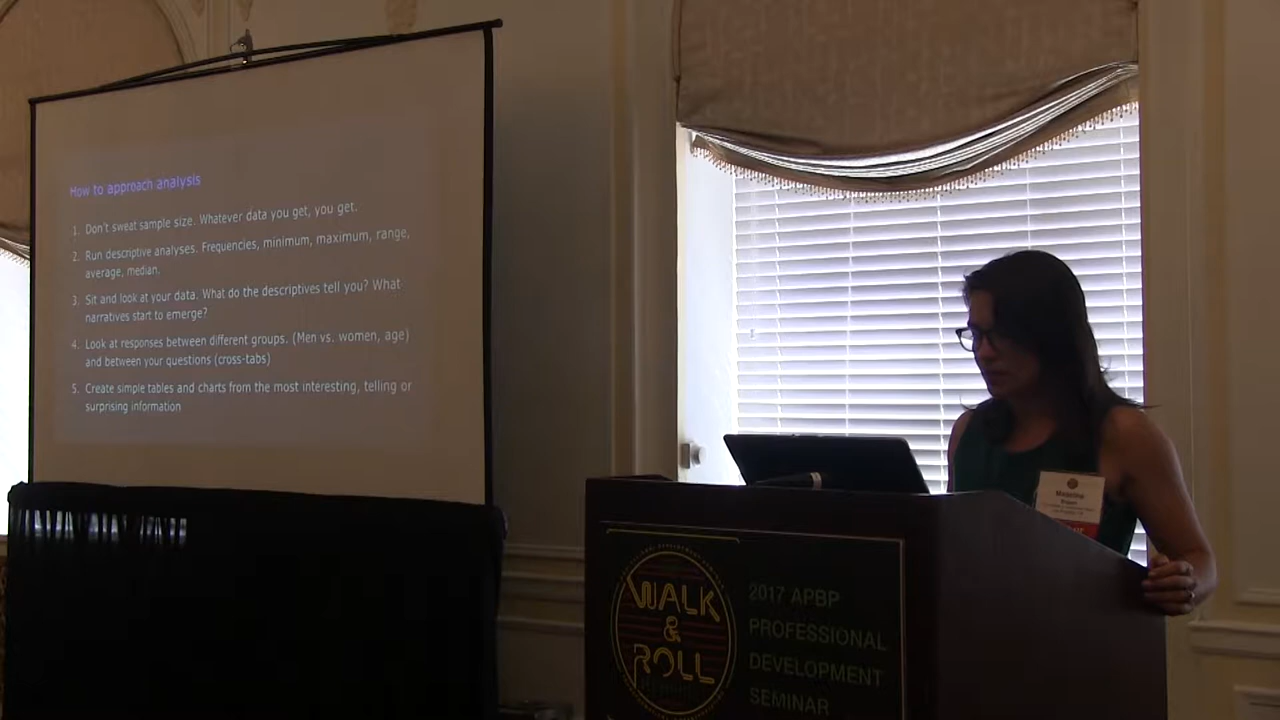 How to approach analysis
1. Don't sweat sample size. Whatever data you get, you get.
2. Run descriptive analyses. Frequencies, minimum, maximum, range,
average, median.
3. Sit and look at your data. What do the descriptives tell you? What
narratives start to emerge?
4. Look at responses between different groups. (Men vs. women, age)
and between your questions (cross-tabs)
5. Create simple tables and charts from the most interesting, telling or
surprising information
WALK
&
ROLL
2017 APBP
PROFESSIONAL
DEVELOPMENT
SEMINAR